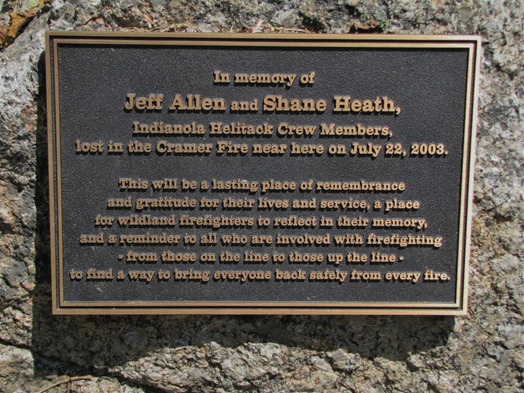 In memory of
Jeff Allen and Shane Heath,
Indianola Helitack Crew Members,
lost in the Cramer Fire near here on July 22, 2003.
This will be a lasting place of remembrance
and gratitude for their lives and service, a place
for wildland firefighters to reflect in their memory,
and a reminder to all who are involved with firefighting
- from those on the line to those up the line -
to find a way to bring everyone back safely from every fire.